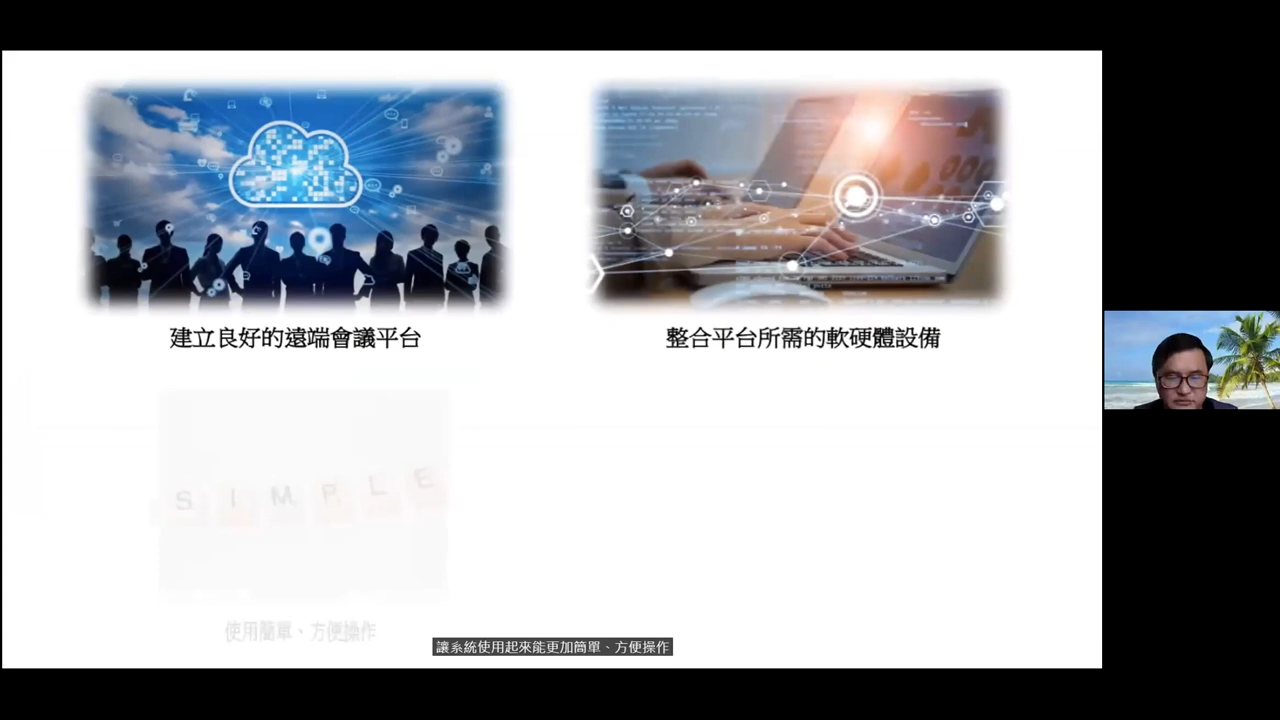 建立良好的遠端會議平台
整合平台所需的軟硬體設備
SIMPLE
使用簡單、方便操作
讓系統使用起來能更加簡單、方便操作